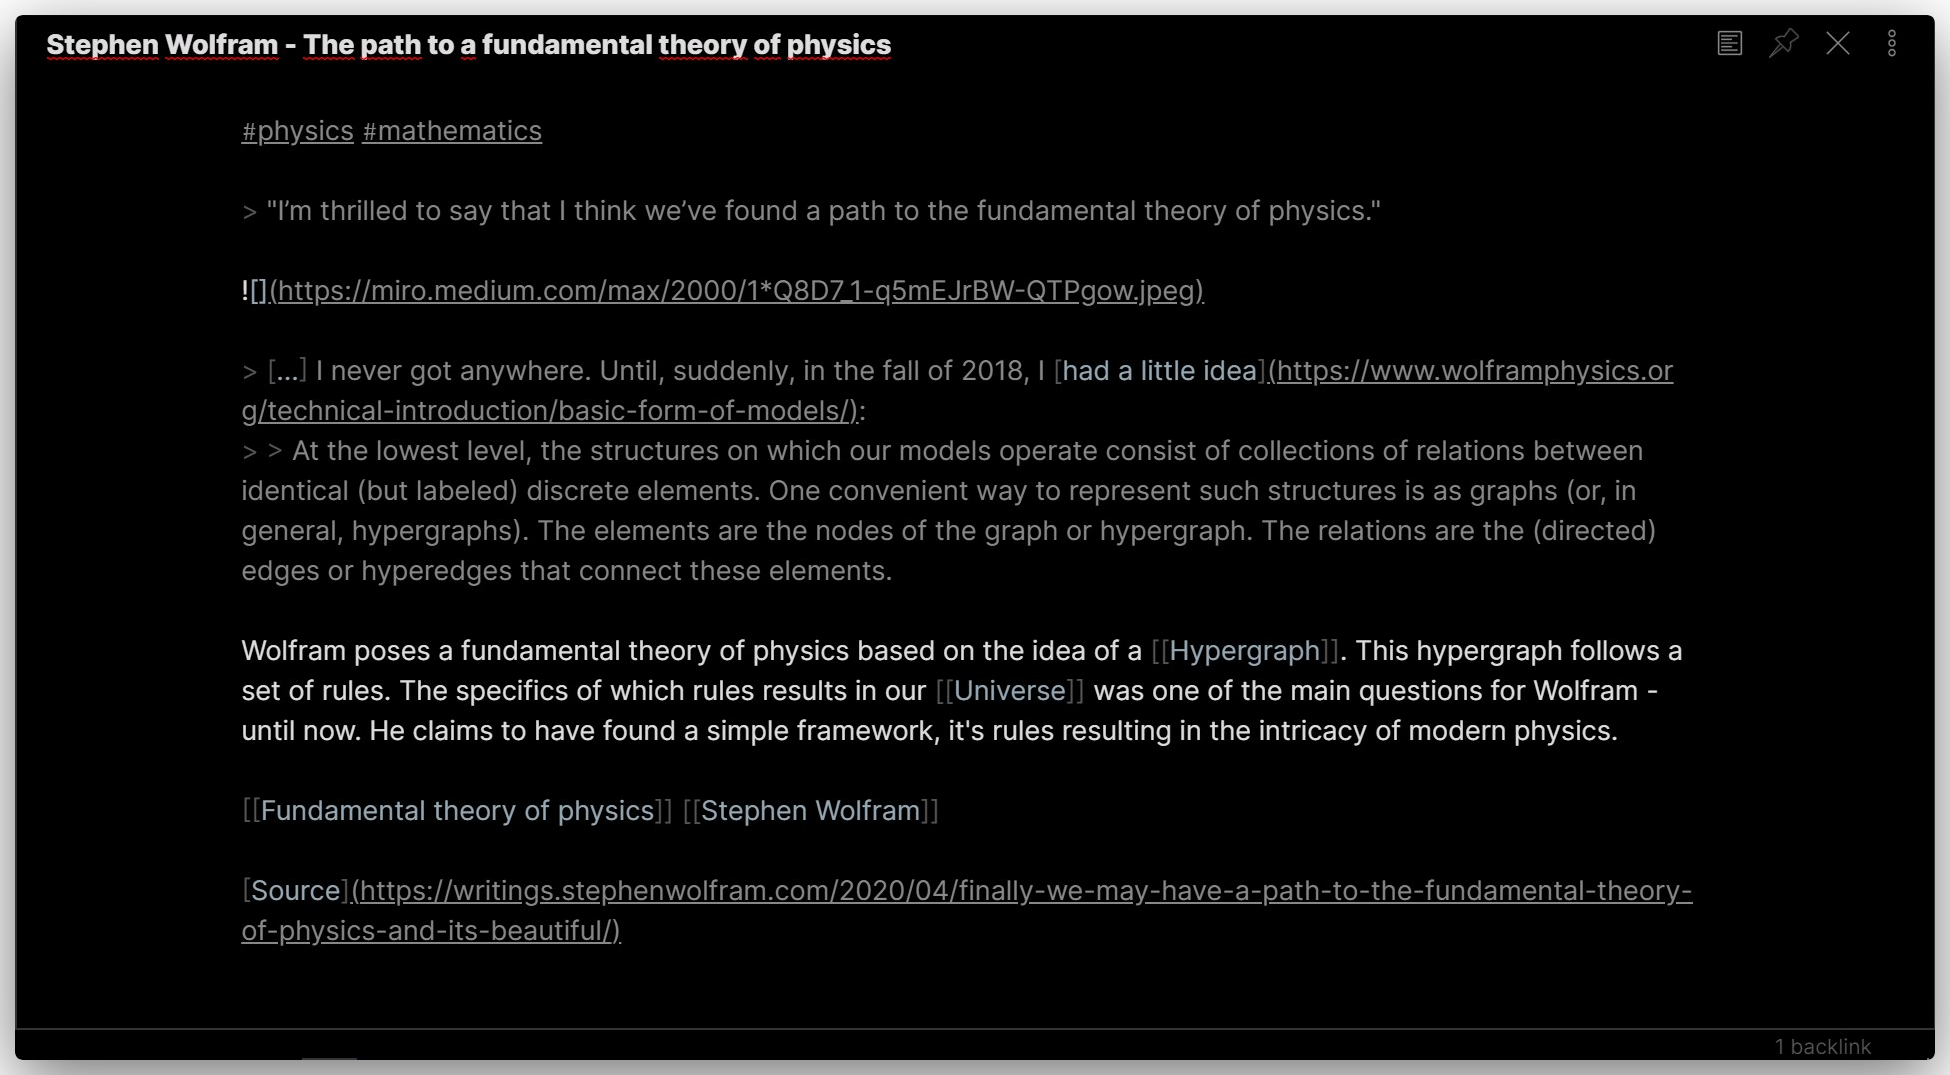 Stephen Wolfram - The path to a fundamental theory of physics
#physics #mathematics
> "I’m thrilled to say that I think we’ve found a path to the fundamental theory of physics."
![](https://miro.medium.com/max/2000/1*Q8D7_1-q5mEJrBW-QTPgow.jpeg)
> [...] I never got anywhere. Until, suddenly, in the fall of 2018, I [had a little idea](https://www.wolframphysics.or
g/technical-introduction/basic-form-of-models/):
> > At the lowest level, the structures on which our models operate consist of collections of relations between
identical (but labeled) discrete elements. One convenient way to represent such structures is as graphs (or, in
general, hypergraphs). The elements are the nodes of the graph or hypergraph. The relations are the (directed)
edges or hyperedges that connect these elements.
Wolfram poses a fundamental theory of physics based on the idea of a [[Hypergraph]]. This hypergraph follows a
set of rules. The specifics of which rules results in our [[Universe]] was one of the main questions for Wolfram -
until now. He claims to have found a simple framework, it's rules resulting in the intricacy of modern physics.
[[Fundamental theory of physics]] [[Stephen Wolfram]]
[Source](https://writings.stephenwolfram.com/2020/04/finally-we-may-have-a-path-to-the-fundamental-theory-
of-physics-and-its-beautiful/)
1 backlink